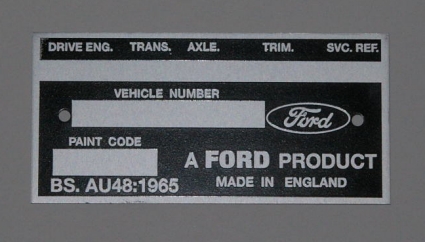 DRIVE ENG. TRANS. AXLE. TRIM. SVC. REF.
VEHICLE NUMBER
Ford
PAINT CODE
A FORD PRODUCT
BS. AU48:1965 MADE IN ENGLAND